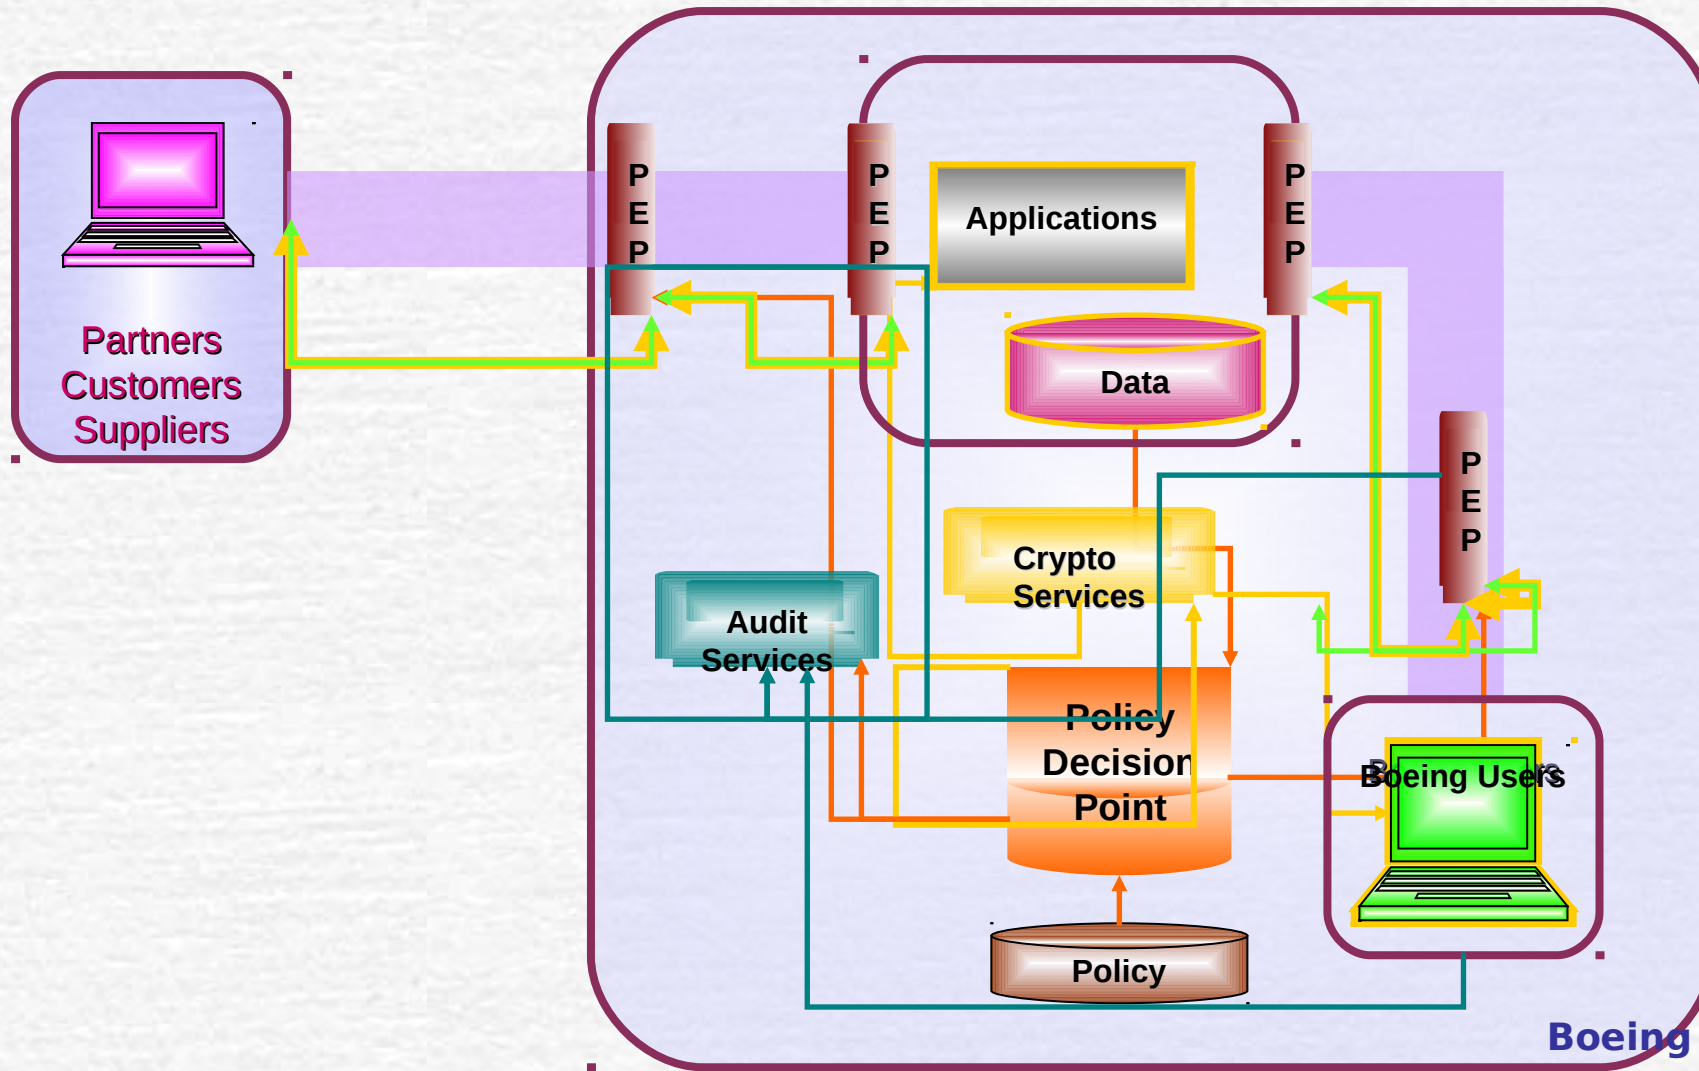 P
E
P
P
E
P
P
E
P
Applications
Partners
Customers
Suppliers
Data
P
E
P
Crypto
Services
Audit
Services
Policy
Decision
Point
Boeing Users
Policy
Boeing